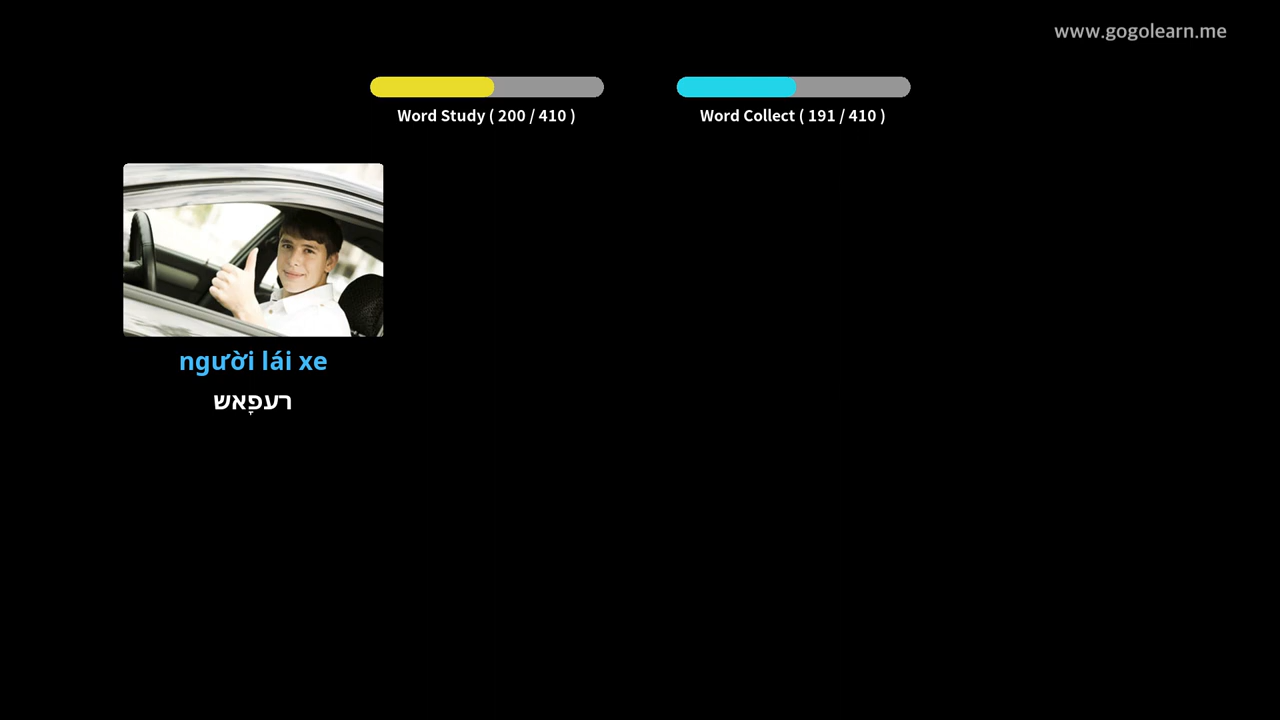 www.gogolearn.me
Word Study ( 200 / 410 )
Word Collect ( 191 / 410 )
người lái xe
רעפָאש